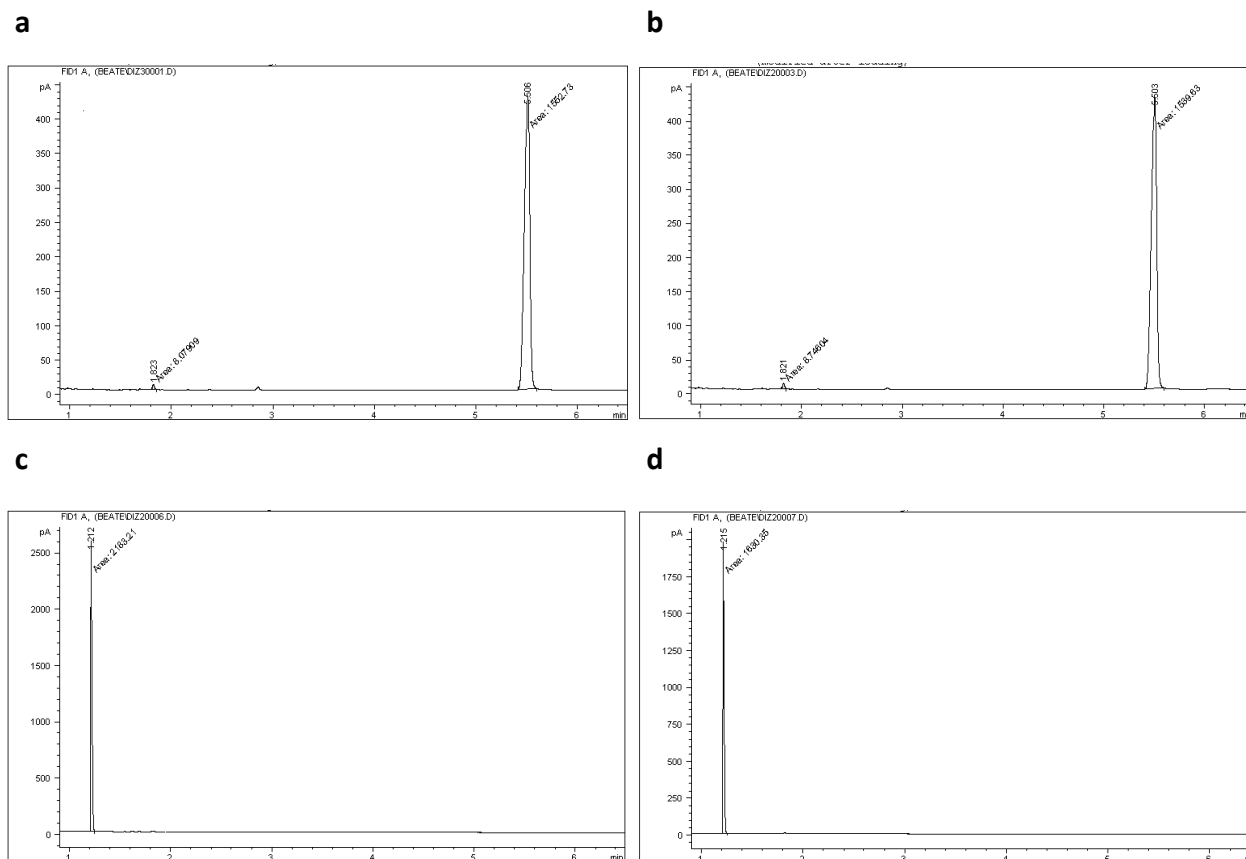 a
FID1 A, (BEATE\DIZ30001.D)
pA
400
350
300
250
200
150
100
50
0
1.823
Area: 8.07909
5.506
Area: 1552.73
1
2
3
4
5
6
min
b
(modified after loading)
FID1 A, (BEATE\DIZ20003.D)
pA
400
350
300
250
200
150
100
50
0
1.821
Area: 8.74604
5.503
Area: 1539.63
1
2
3
4
5
6
c
FID1 A, (BEATE\DIZ20006.D)
pA
2500
2000
1500
1000
500
0
1.212
Area: 2163.21
1
2
3
4
5
6
min
d
FID1 A, (BEATE\DIZ20007.D)
pA
1750
1500
1250
1000
750
500
250
0
1.215
Area: 1630.35
1
2
3
4
5
6